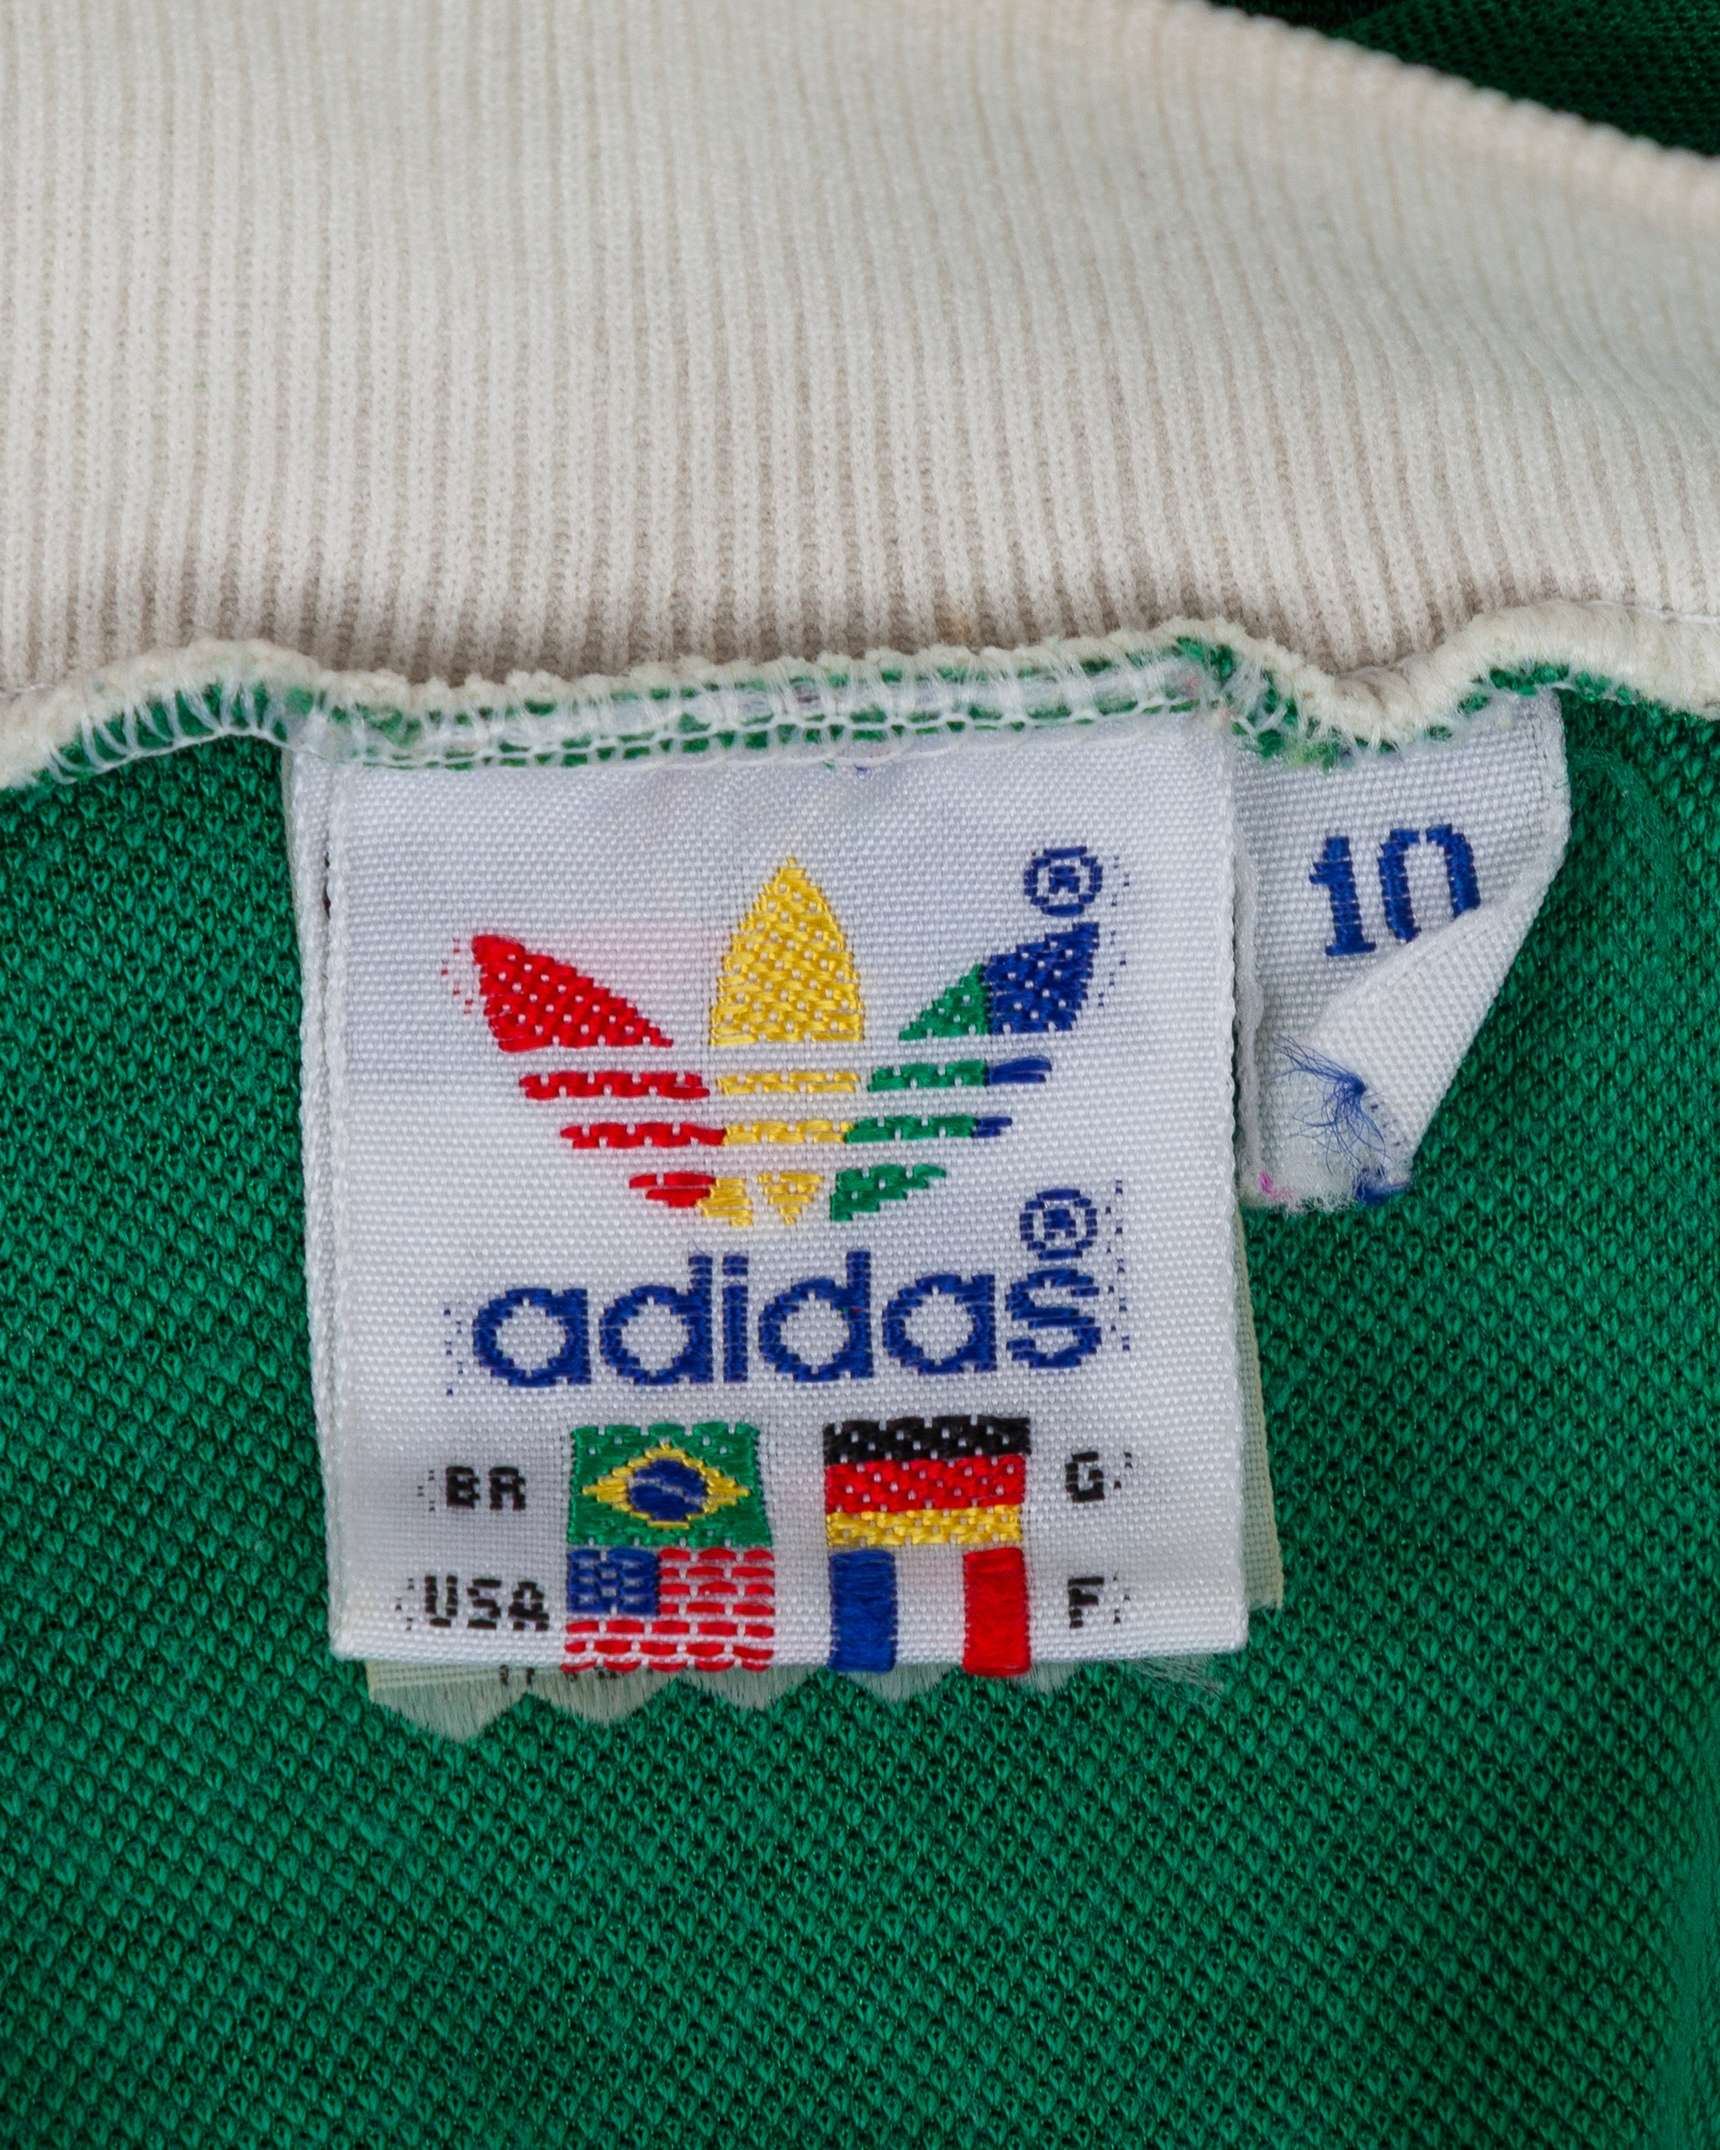 ®
10
adidas®
BR G
USA F